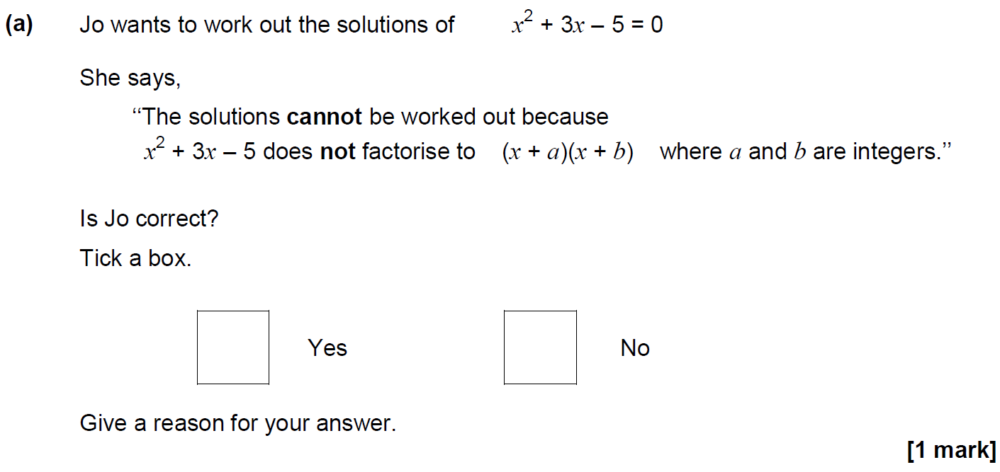 (a) Jo wants to work out the solutions of x² + 3x – 5 = 0
She says,
“The solutions cannot be worked out because
x² + 3x – 5 does not factorise to (x + a)(x + b) where a and b are integers.”
Is Jo correct?
Tick a box.
Yes No
Give a reason for your answer.
[1 mark]